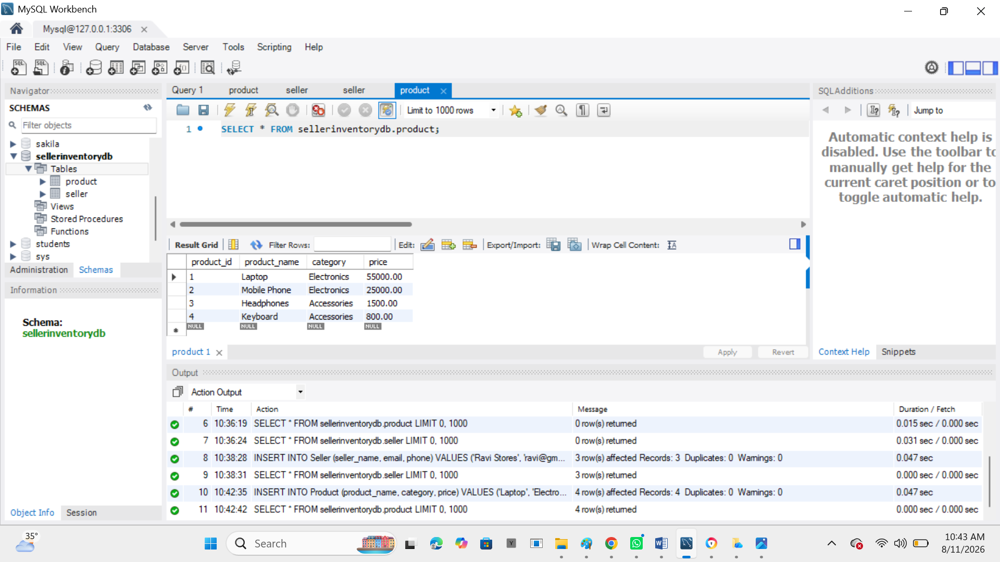 MySQL Workbench
Mysql@127.0.0.1:3306
File Edit View Query Database Server Tools Scripting Help
Navigator
SCHEMAS
Filter objects
sakila
sellerinventorydb
Tables
product
seller
Views
Stored Procedures
Functions
students
sys
Administration Schemas
Information
Schema:
sellerinventorydb
Object Info Session
Query 1 product seller seller product
Limit to 1000 rows
1 SELECT * FROM sellerinventorydb.product;
Result Grid Filter Rows: Edit: Export/Import: Wrap Cell Content:
product_id product_name category price
1 Laptop Electronics 55000.00
2 Mobile Phone Electronics 25000.00
3 Headphones Accessories 1500.00
4 Keyboard Accessories 800.00
NULL NULL NULL NULL
product 1
Apply Revert
SQLAdditions
Jump to
Automatic context help is
disabled. Use the toolbar to
manually get help for the
current caret position or to
toggle automatic help.
Context Help Snippets
Output
Action Output
# Time Action Message Duration / Fetch
6 10:36:19 SELECT * FROM sellerinventorydb.product LIMIT 0, 1000 0 row(s) returned 0.015 sec / 0.000 sec
7 10:36:24 SELECT * FROM sellerinventorydb.seller LIMIT 0, 1000 0 row(s) returned 0.031 sec / 0.000 sec
8 10:38:28 INSERT INTO Seller (seller_name, email, phone) VALUES ('Ravi Stores', 'ravi@gm... 3 row(s) affected Records: 3 Duplicates: 0 Warnings: 0 0.047 sec
9 10:38:31 SELECT * FROM sellerinventorydb.seller LIMIT 0, 1000 3 row(s) returned 0.000 sec / 0.000 sec
10 10:42:35 INSERT INTO Product (product_name, category, price) VALUES ('Laptop', 'Electro... 4 row(s) affected Records: 4 Duplicates: 0 Warnings: 0 0.047 sec
11 10:42:42 SELECT * FROM sellerinventorydb.product LIMIT 0, 1000 4 row(s) returned 0.000 sec / 0.000 sec
35°
Search
10:43 AM
8/11/2026